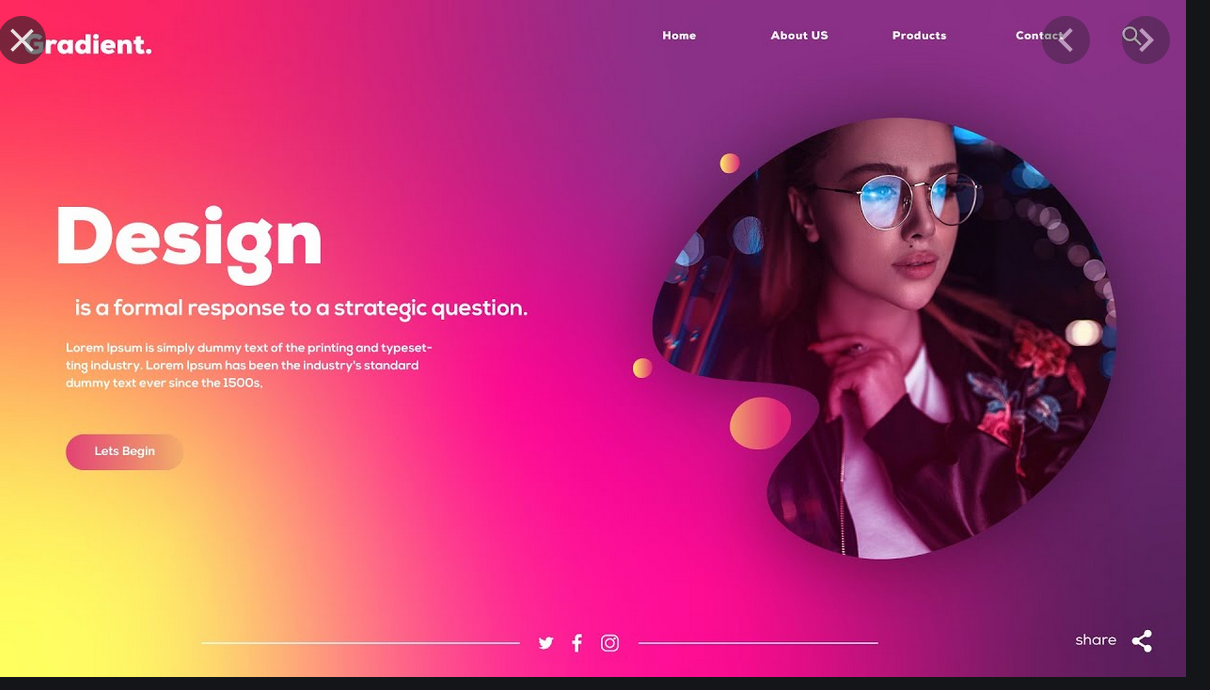 Gradient.
Home
About US
Products
Contact
Design
is a formal response to a strategic question.
Lorem Ipsum is simply dummy text of the printing and typeset-
ting industry. Lorem Ipsum has been the industry's standard
dummy text ever since the 1500s,
Lets Begin
share